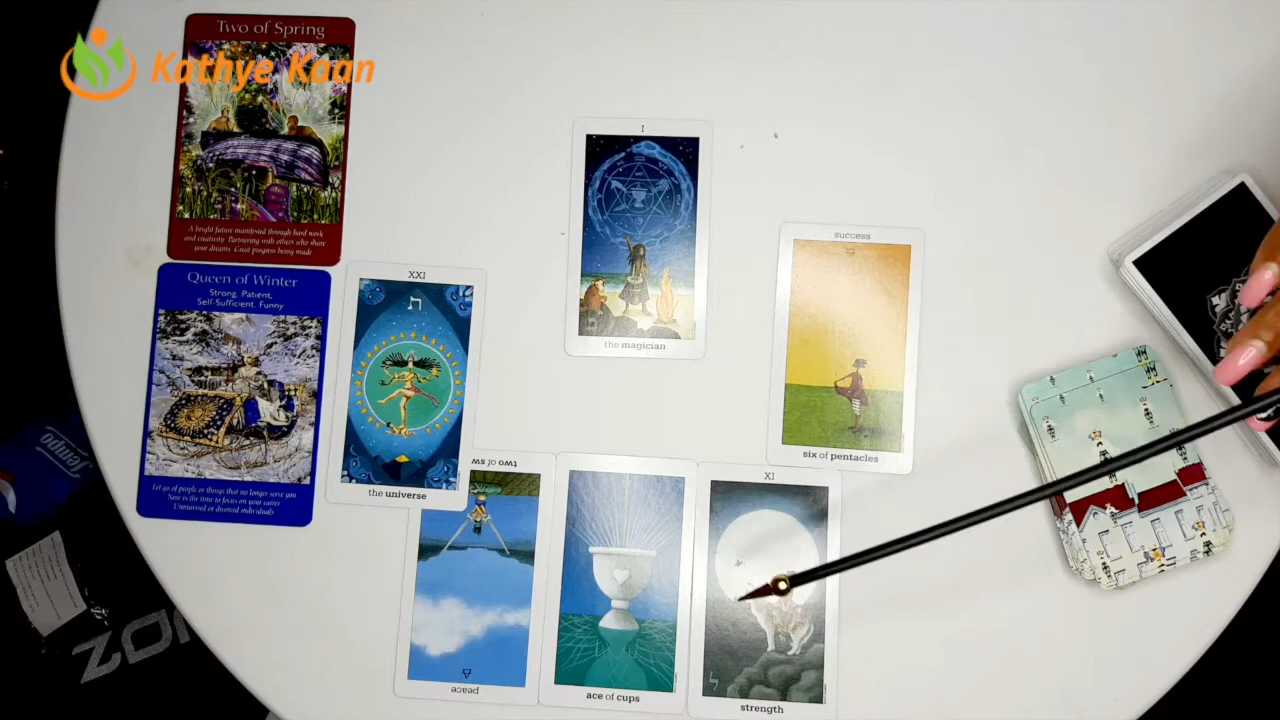 Kathye Kaan
Two of Spring
A bright future manifested through hard work
and creativity. Partnering with others who share
your dreams. Great progress being made
Queen of Winter
Strong, Patient,
Self-Sufficient, Funny
Let go of people or things that no longer serve you
Now is the time to focus on your career
Unmarried or divorced individuals
XXI
the universe
I
the magician
success
six of pentacles
two of sw
peace
ace of cups
XI
strength
Tempo
ZO